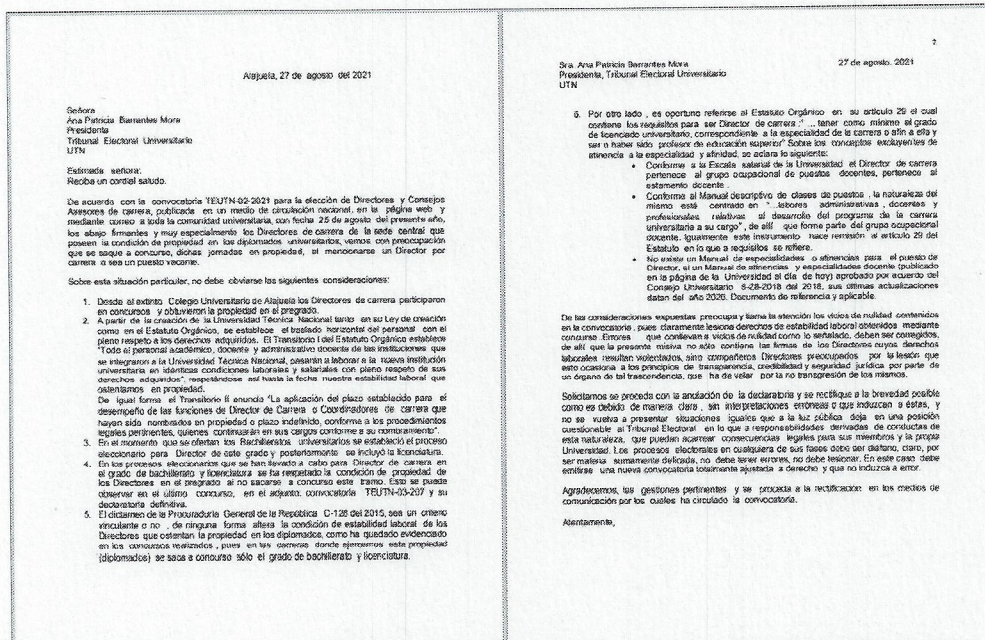 Alajuela, 27 de agosto del 2021
Señora
Ana Patricia Barrantes Mora
Presidenta
Tribunal Electoral Universitario
UTN
Estimada señora:
Reciba un cordial saludo.
De acuerdo con la convocatoria TEUTN-02-2021 para la elección de Directores y Consejos
Asesores de carrera, publicada en un medio de circulación nacional, en la página web y
mediante correo a toda la comunidad universitaria, con fecha 25 de agosto del presente año,
los abajo firmantes y muy especialmente los Directores de carrera de la sede central que
poseen la condición de propiedad en los diplomados universitarios, vemos con preocupación
que se saque a concurso, dichas jornadas en propiedad, al mencionarse un Director por
carrera o sea un puesto vacante.
Sobre esta situación particular, no debe obviarse las siguientes consideraciones:
1. Desde el extinto Colegio Universitario de Alajuela los Directores de carrera participaron
en concursos y obtuvieron la propiedad en el pregrado.
2. A partir de la creación de la Universidad Técnica Nacional tanto en su Ley de creación
como en el Estatuto Orgánico, se establece el traslado horizontal del personal con el
pleno respeto a los derechos adquiridos. El Transitorio I del Estatuto Orgánico establece
"Todo el personal académico, docente y administrativo docente de las instituciones que
se integraron a la Universidad Técnica Nacional, pasarán a laborar a la nueva institución
universitaria en idénticas condiciones laborales y salariales con pleno respeto de sus
derechos adquiridos", respetándose así hasta la fecha nuestra estabilidad laboral que
ostentamos en propiedad.
De igual forma el Transitorio II enuncia "La aplicación del plazo establecido para el
desempeño de las funciones de Director de Carrera o Coordinadores de carrera que
hayan sido nombrados en propiedad o plazo indefinido, conforme a los procedimientos
legales pertinentes, quienes continuarán en sus cargos conforme a su nombramiento".
3. En el momento que se ofertan los Bachilleratos universitarios se estableció el proceso
eleccionario para Director de este grado y posteriormente se incluyó la licenciatura.
4. En los procesos eleccionarios que se han llevado a cabo para Director de carrera en
el grado de bachillerato y licenciatura se ha respetado la condición de propiedad de
los Directores en el pregrado al no sacarse a concurso este tramo. Esto se puede
observar en el último concurso, en el adjunto, convocatoria TEUTN-03-207 y su
declaratoria definitiva.
5. El dictamen de la Procuraduría General de la República C-126 del 2015, sea un criterio
vinculante o no, de ninguna forma altera la condición de estabilidad laboral de los
Directores que ostentan la propiedad en los diplomados, como ha quedado evidenciado
en los concursos realizados, pues en las carreras donde ejercemos esta propiedad
(diplomados) se saca a concurso sólo el grado de bachillerato y licenciatura.
2
Sra. Ana Patricia Barrantes Mora 27 de agosto, 2021
Presidenta, Tribunal Electoral Universitario
UTN
6. Por otro lado, es oportuno referirse al Estatuto Orgánico en su artículo 29 el cual
contiene los requisitos para ser Director de carrera :" ... tener como mínimo el grado
de licenciado universitario, correspondiente a la especialidad de la carrera o afín a ella y
ser o haber sido profesor de educación superior" Sobre los conceptos excluyentes de
atinencia a la especialidad y afinidad, se aclara lo siguiente:
• Conforme a la Escala salarial de la Universidad el Director de carrera
pertenece al grupo ocupacional de puestos docentes, pertenece al
estamento docente .
• Conforme al Manual descriptivo de clases de puestos , la naturaleza del
mismo está centrado en "...labores administrativas , docentes y
profesionales relativas al desarrollo del programa de la carrera
universitaria a su cargo", de allí que forme parte del grupo ocupacional
docente. Igualmente este instrumento hace remisión al artículo 29 del
Estatuto en lo que a requisitos se refiere.
• No existe un Manual de especialidades o atinencias para el puesto de
Director, si un Manual de atinencias y especialidades docente (publicado
en la página de la Universidad al día de hoy) aprobado por acuerdo del
Consejo Universitario 6-28-2018 del 2018, sus últimas actualizaciones
datan del año 2020. Documento de referencia y aplicable.
De las consideraciones expuestas preocupa y llama la atención los vicios de nulidad contenidos
en la convocatoria, pues claramente lesiona derechos de estabilidad laboral obtenidos mediante
concurso .Errores que conllevan a vicios de nulidad como lo señalado, deben ser corregidos,
de allí que la presente misiva no sólo contiene las firmas de los Directores cuyos derechos
laborales resultan violentados, sino compañeros Directores preocupados por la lesión que
esto ocasiona a los principios de transparencia, credibilidad y seguridad jurídica por parte de
un órgano de tal trascendencia, que ha de velar por la no transgresión de los mismos.
Solicitamos se proceda con la anulación de la declaratoria y se rectifique a la brevedad posible
como es debido de manera clara, sin interpretaciones erróneas o que induzcan a éstas, y
no se vuelva a presentar situaciones iguales que a la luz pública deja en una posición
cuestionable al Tribunal Electoral en lo que a responsabilidades derivadas de conductas de
esta naturaleza, que puedan acarrear consecuencias legales para sus miembros y la propia
Universidad. Los procesos electorales en cualquiera de sus fases debe ser diáfano, claro, por
ser materia sumamente delicada, no debe tener errores, no debe lesionar. En este caso debe
emitirse una nueva convocatoria totalmente ajustada a derecho y que no induzca a error.
Agradecemos, las gestiones pertinentes y se proceda a la rectificación en los medios de
comunicación por los cuales ha circulado la convocatoria.
Atentamente,